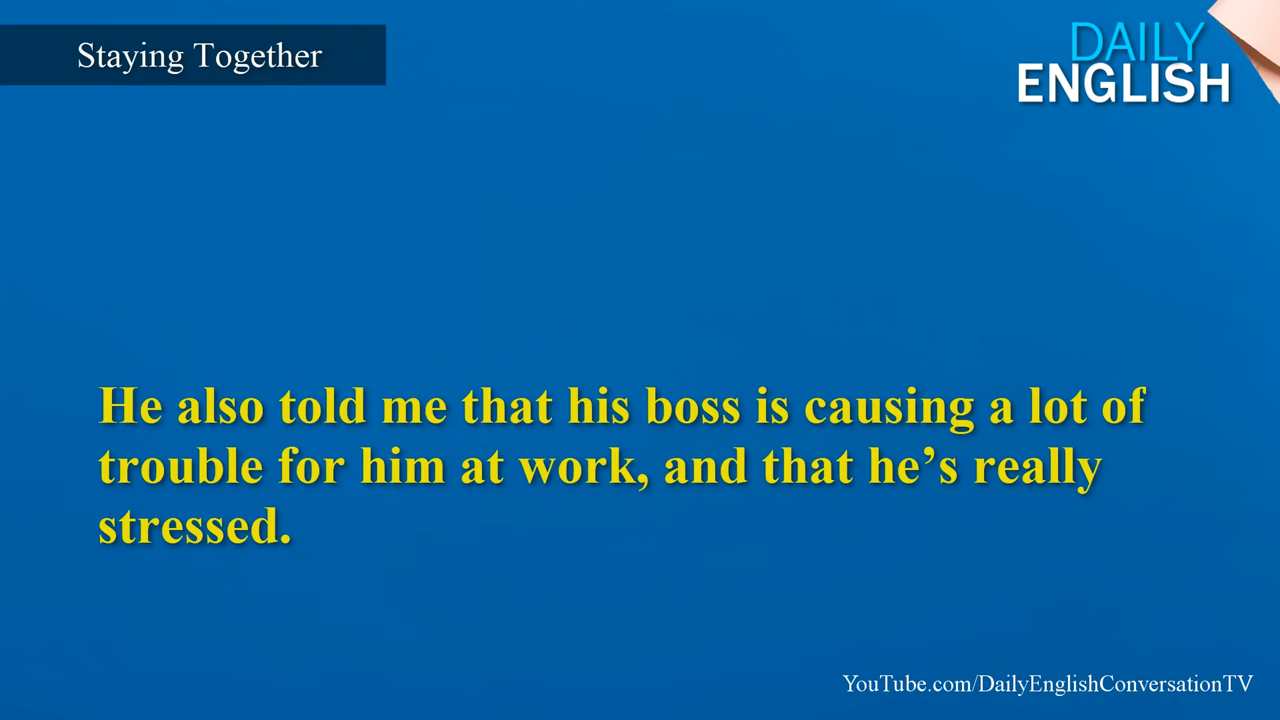 Staying Together
DAILY
ENGLISH
He also told me that his boss is causing a lot of
trouble for him at work, and that he’s really
stressed.
YouTube.com/DailyEnglishConversationTV